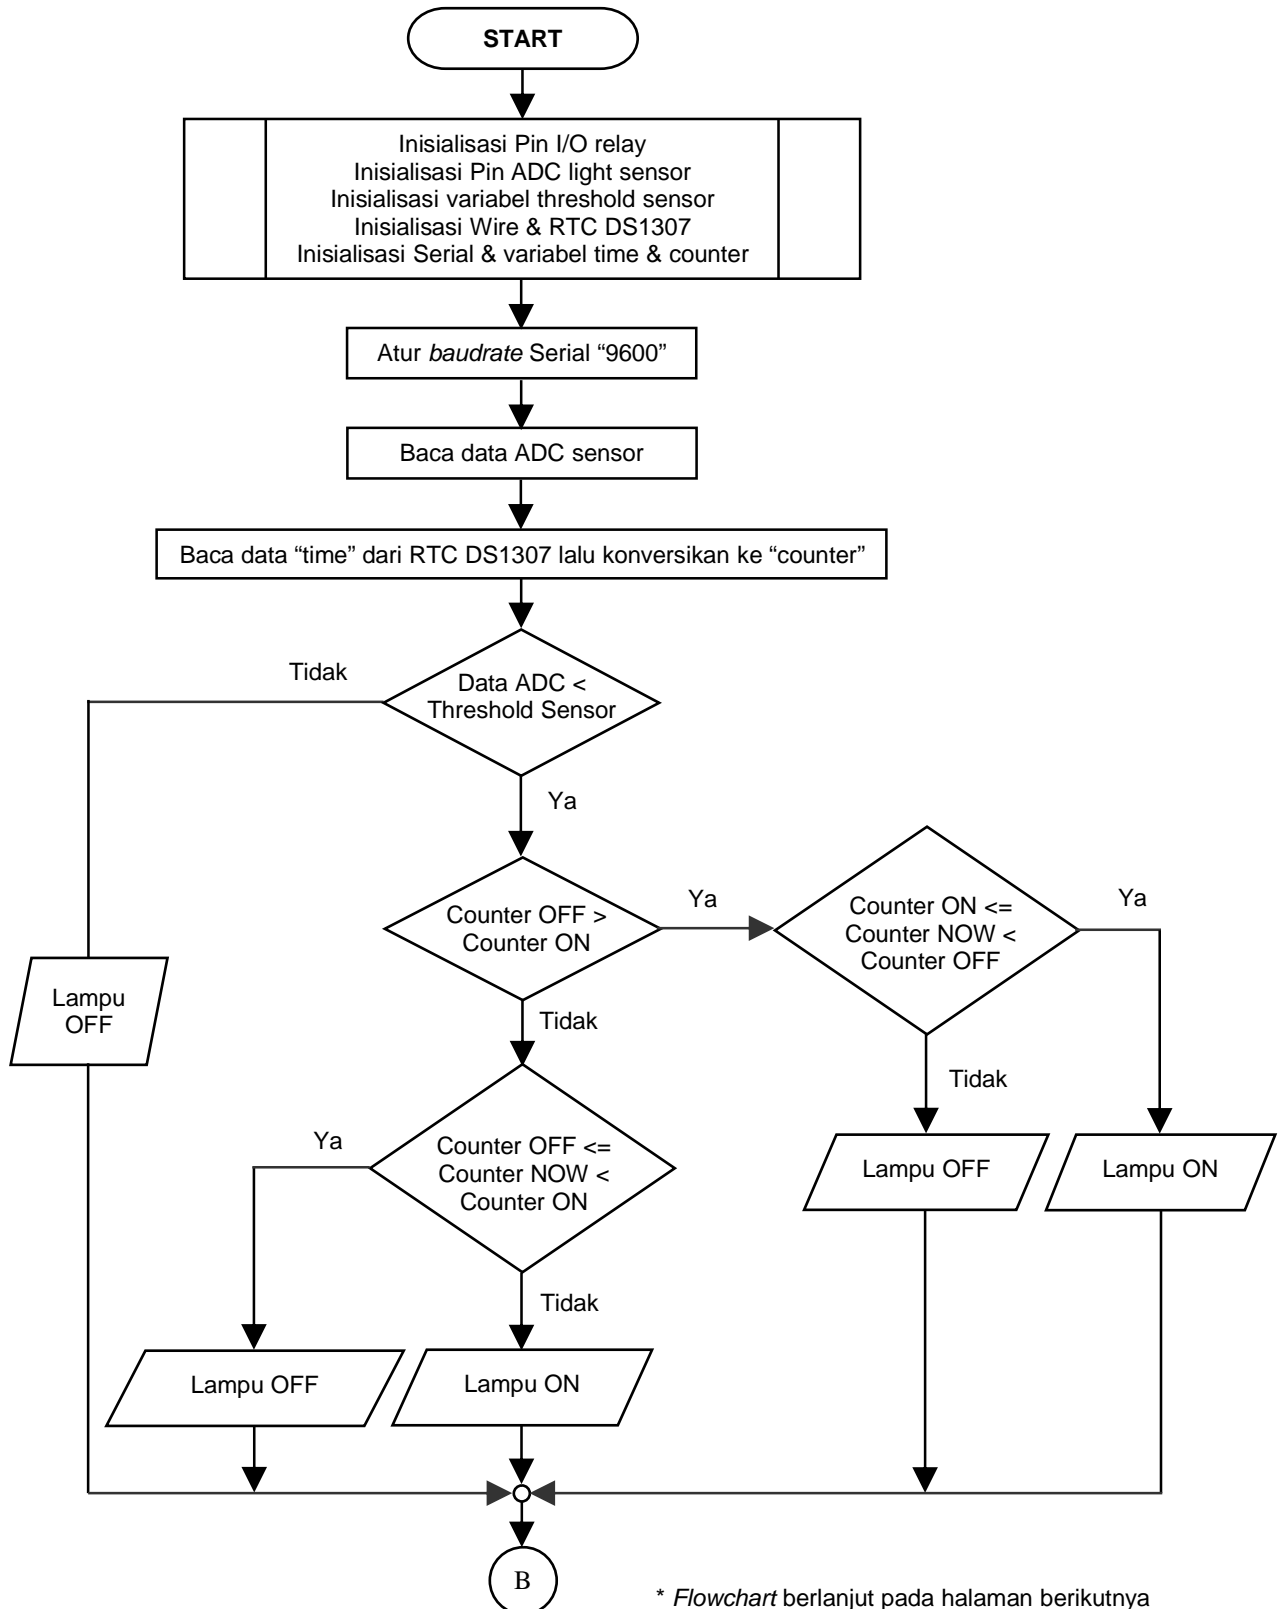 START
Inisialisasi Pin I/O relay
Inisialisasi Pin ADC light sensor
Inisialisasi variabel threshold sensor
Inisialisasi Wire & RTC DS1307
Inisialisasi Serial & variabel time & counter
Atur baudrate Serial “9600”
Baca data ADC sensor
Baca data “time” dari RTC DS1307 lalu konversikan ke “counter”
Tidak
Data ADC <
Threshold Sensor
Ya
Counter OFF >
Counter ON
Ya
Counter ON <=
Counter NOW <
Counter OFF
Ya
Lampu
OFF
Tidak
Tidak
Ya
Counter OFF <=
Counter NOW <
Counter ON
Lampu OFF
Lampu ON
Tidak
Lampu OFF
Lampu ON
B
* Flowchart berlanjut pada halaman berikutnya